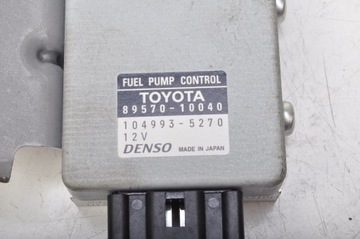 FUEL PUMP CONTROL
TOYOTA
89570-10040
104993-5270
12V
DENSO MADE IN JAPAN